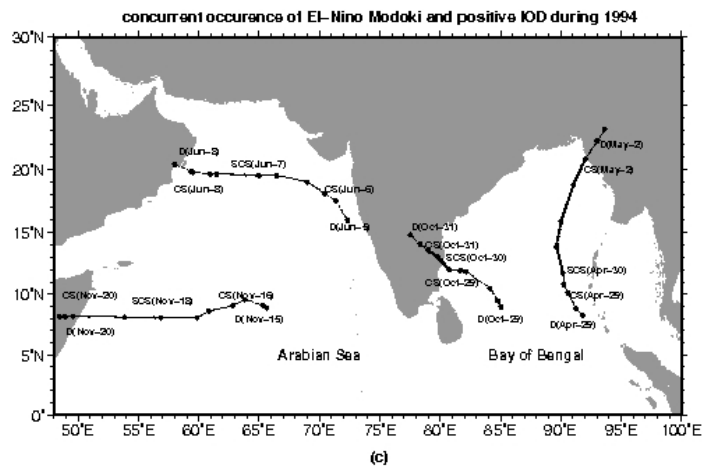 concurrent occurence of El-Nino Modoki and positive IOD during 1994
30°N
25°N
20°N
15°N
10°N
5°N
0°
D(Jun-8)
SCS(Jun-7)
CS(Jun-8)
CS(Jun-6)
D(Jun-5)
D(May-2)
CS(May-2)
SCS(Apr-30)
CS(Apr-29)
D(Apr-29)
D(Oct-31)
CS(Oct-31)
SCS(Oct-30)
CS(Oct-29)
D(Oct-29)
CS(Nov-20)
SCS(Nov-18)
CS(Nov-16)
D(Nov-20)
D(Nov-15)
Arabian Sea
Bay of Bengal
50°E 55°E 60°E 65°E 70°E 75°E 80°E 85°E 90°E 95°E 100°E
(c)